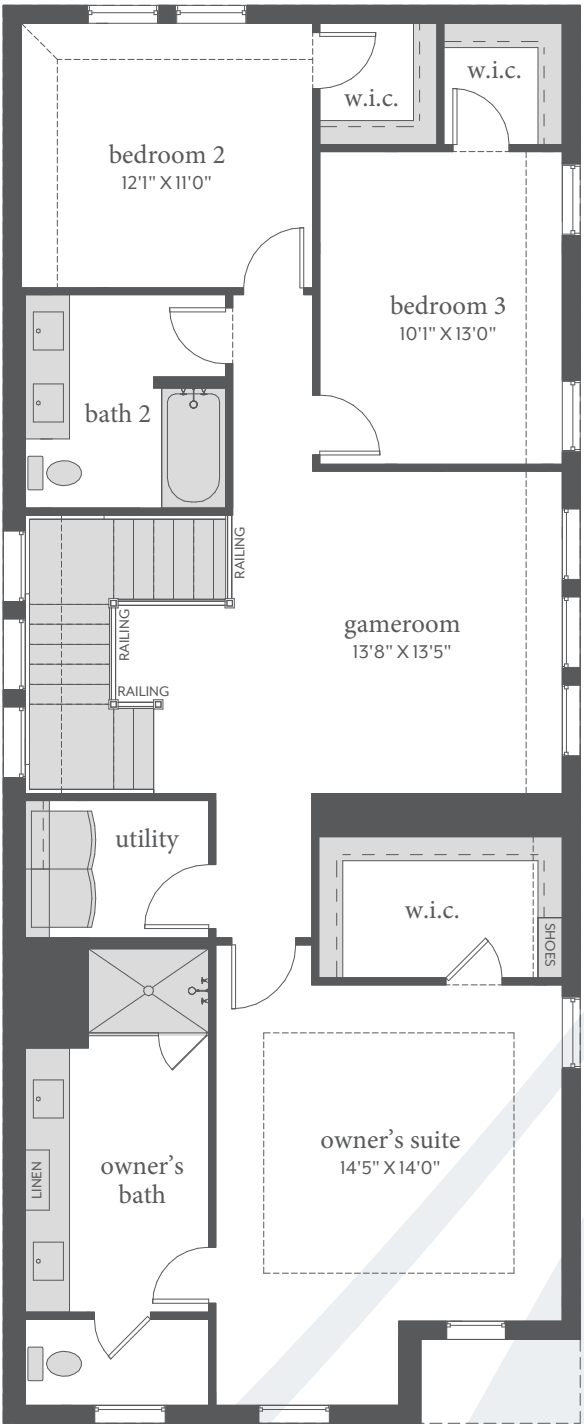 w.i.c.
w.i.c.
bedroom 2
12'1" X 11'0"
bedroom 3
10'1" X 13'0"
bath 2
RAILING
gameroom
13'8" X 13'5"
RAILING
RAILING
utility
w.i.c.
SHOES
owner's suite
14'5" X 14'0"
owner's
bath
LINEN